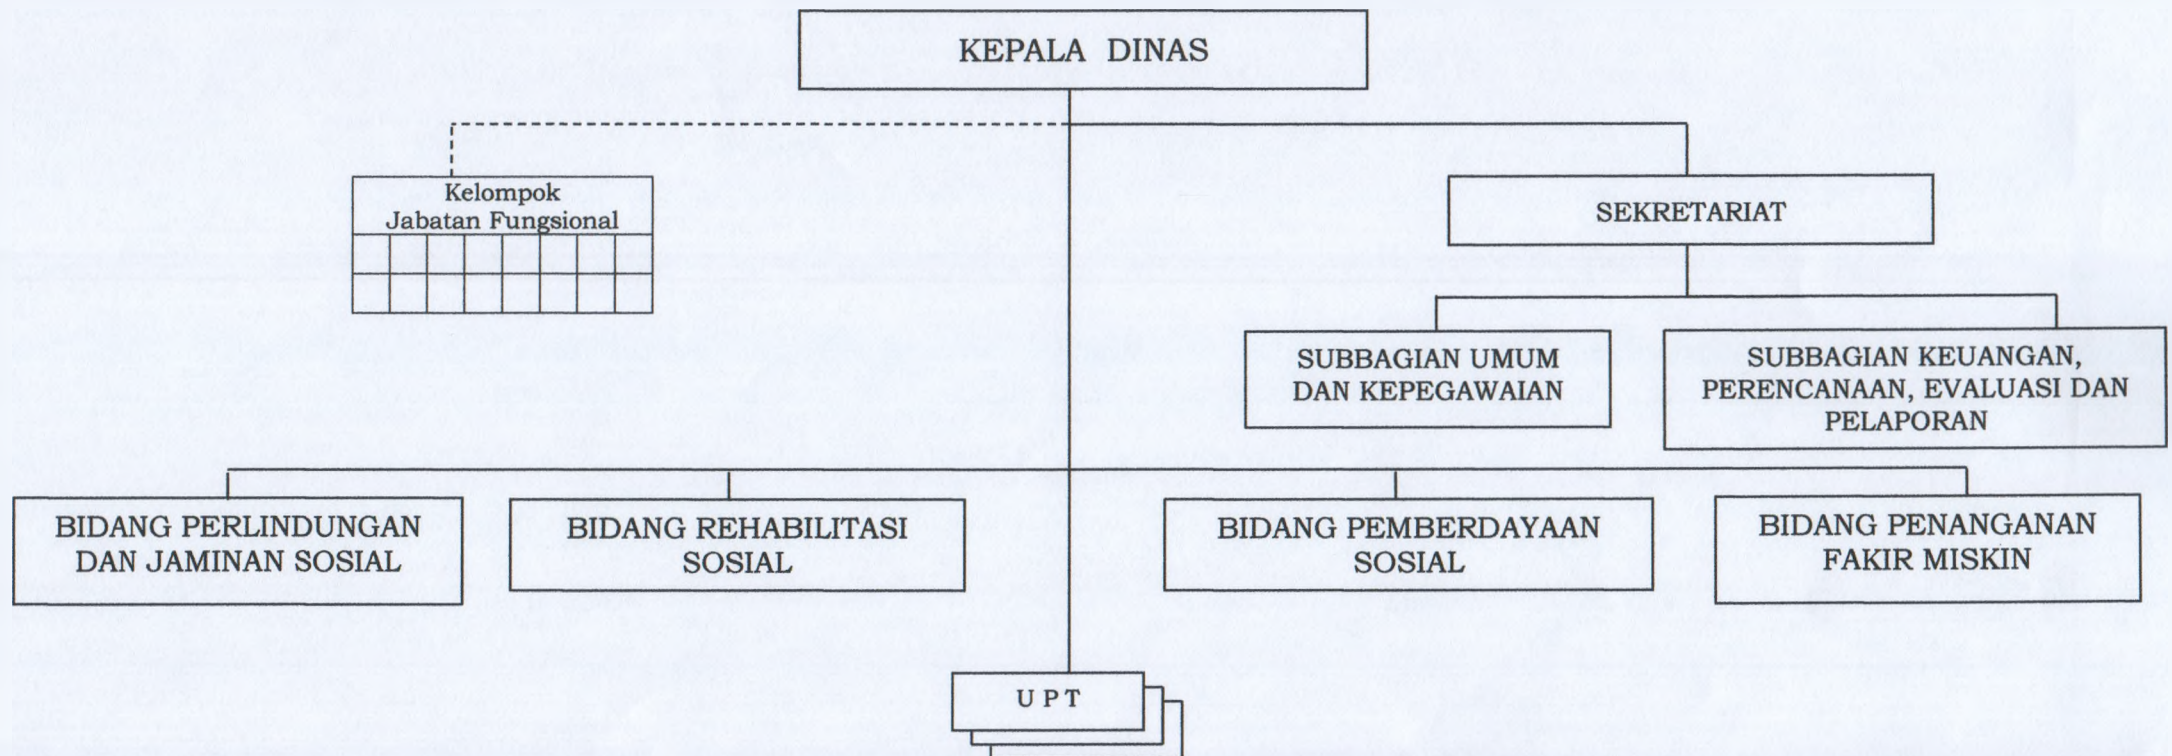 KEPALA DINAS
Kelompok
Jabatan Fungsional
SEKRETARIAT
SUBBAGIAN UMUM
DAN KEPEGAWAIAN
SUBBAGIAN KEUANGAN,
PERENCANAAN, EVALUASI DAN
PELAPORAN
BIDANG PERLINDUNGAN
DAN JAMINAN SOSIAL
BIDANG REHABILITASI
SOSIAL
BIDANG PEMBERDAYAAN
SOSIAL
BIDANG PENANGANAN
FAKIR MISKIN
U P T